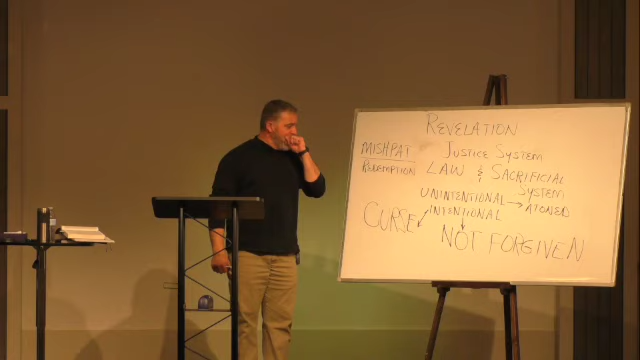 REVELATION
MISHPAT JUSTICE SYSTEM
REDEMPTION LAW & SACRIFICIAL
SYSTEM
UNINTENTIONAL → ATONED
CURSE INTENTIONAL
NOT FORGIVEN